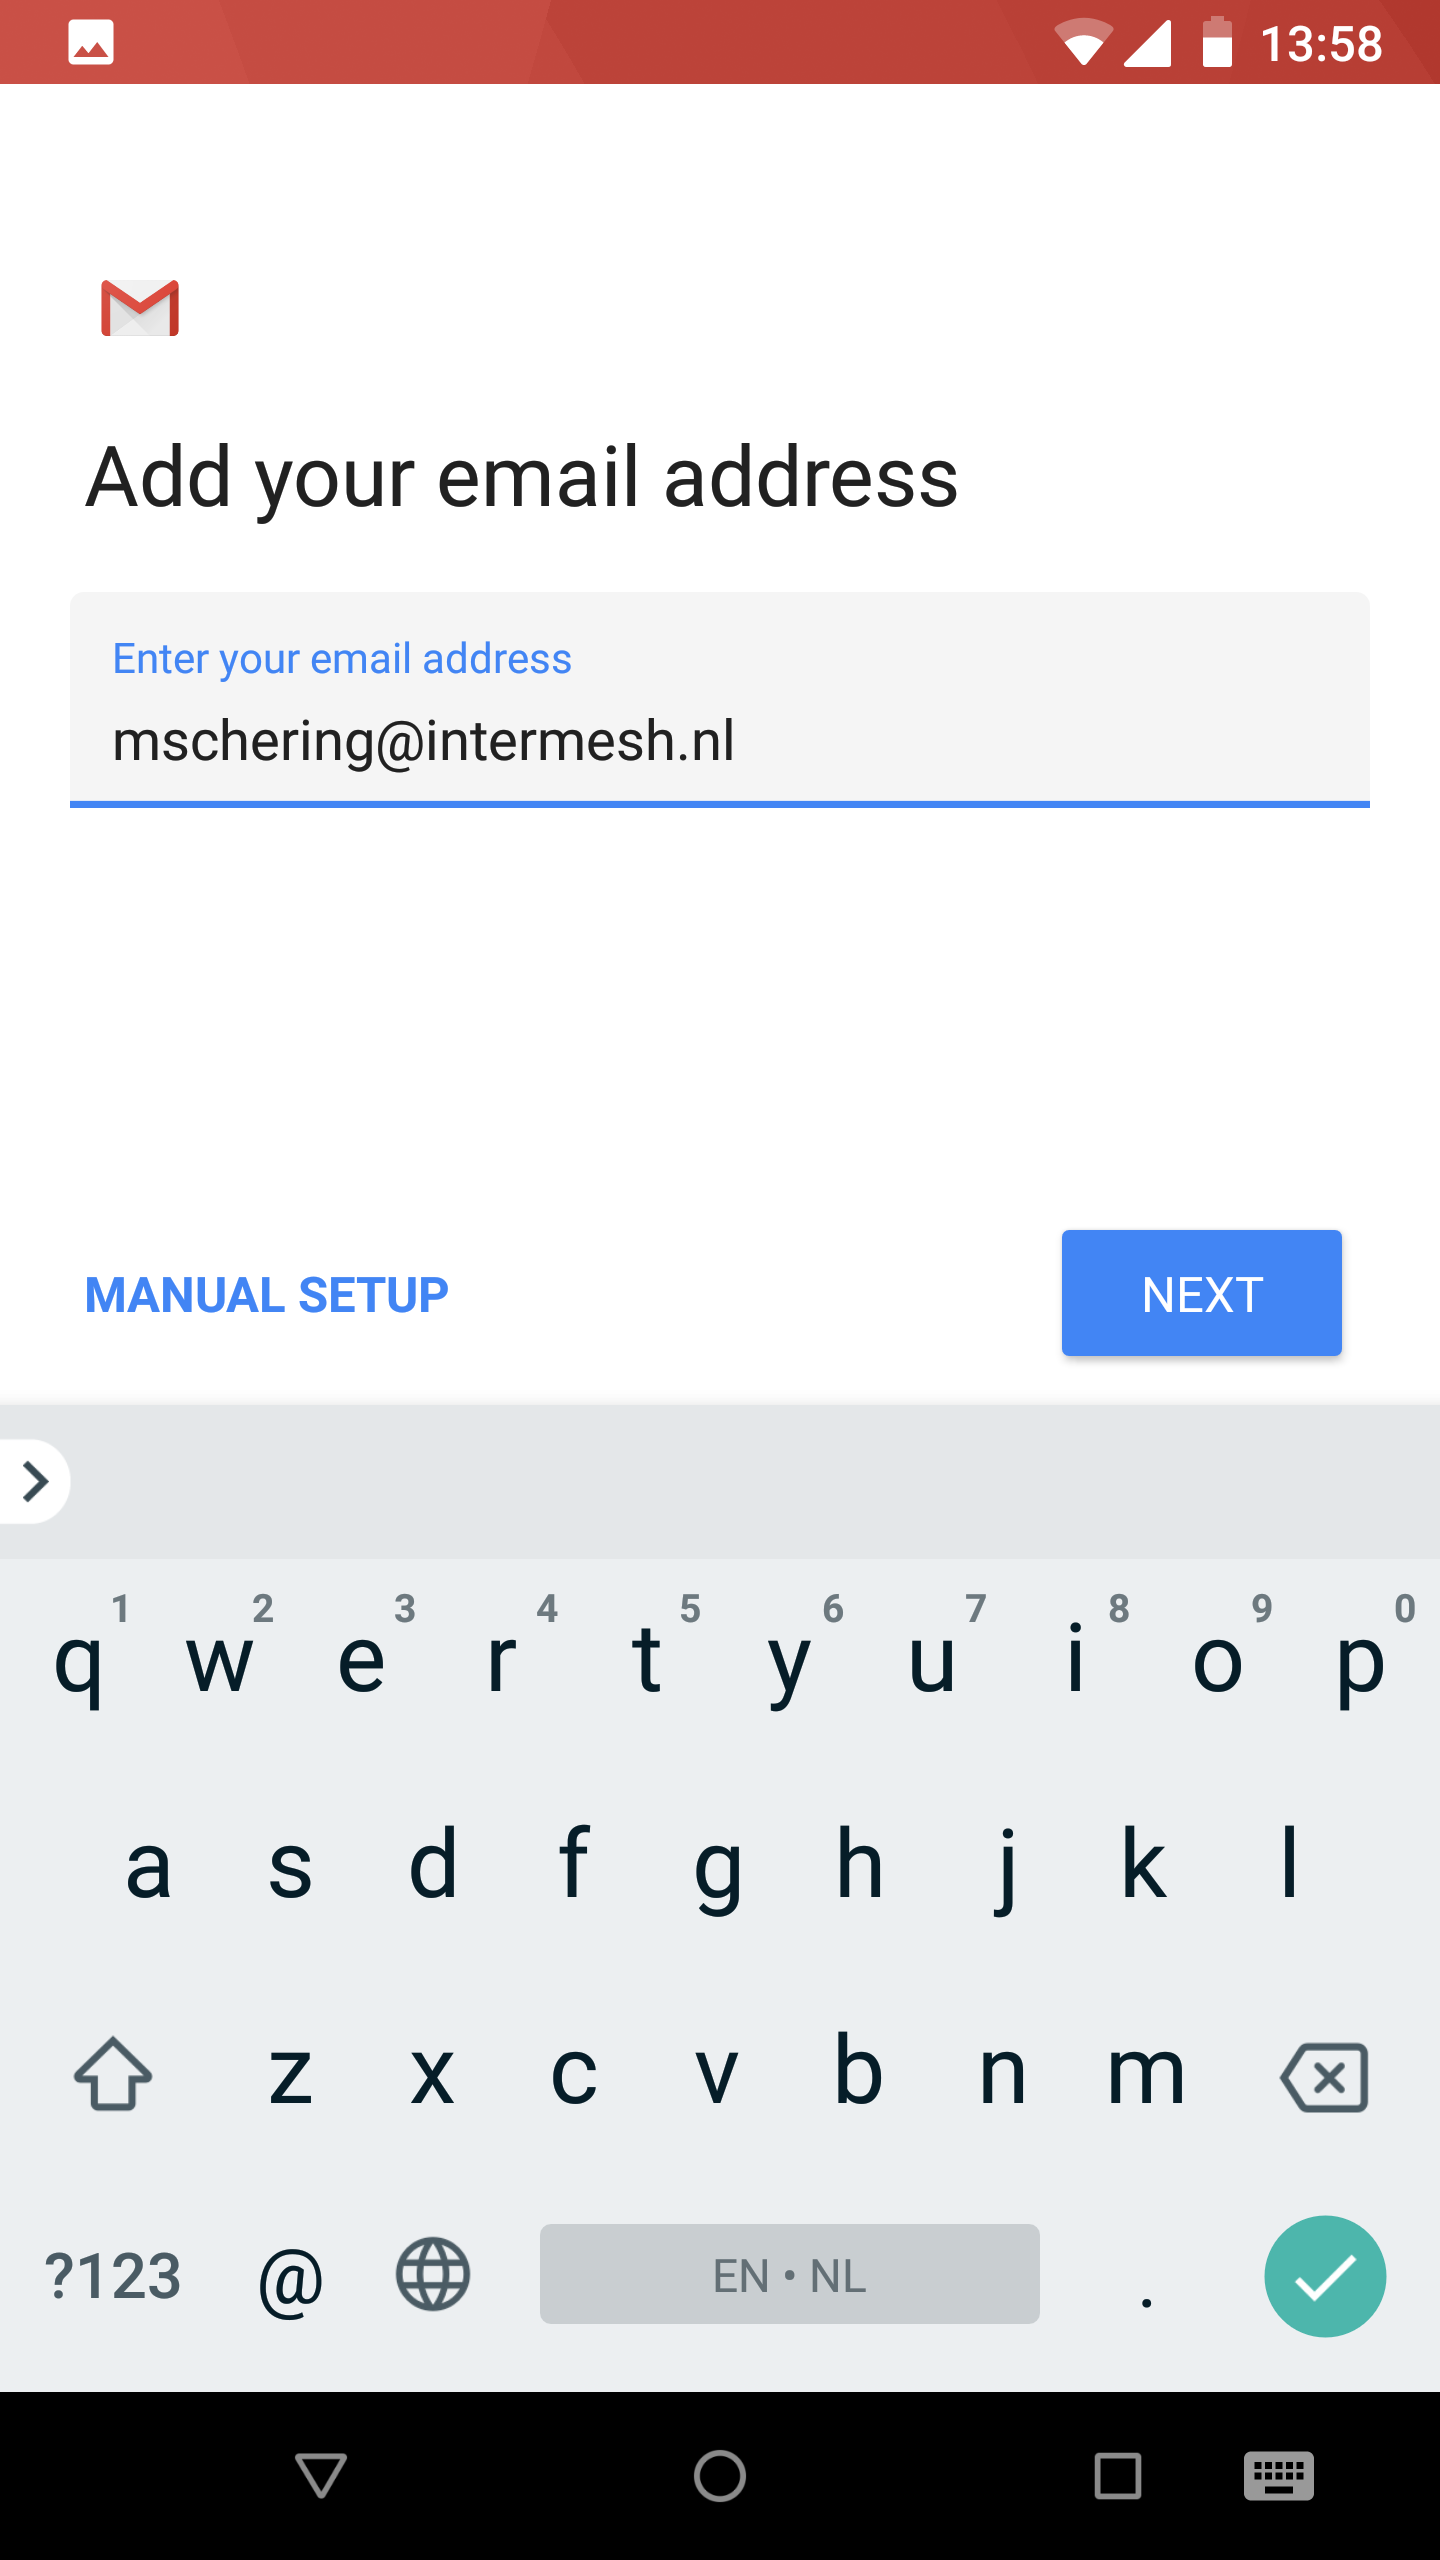 13:58
Add your email address
Enter your email address
mschering@intermesh.nl
MANUAL SETUP
NEXT
1 2 3 4 5 6 7 8 9 0
q w e r t y u i o p
a s d f g h j k l
z x c v b n m
?123 @ EN • NL .